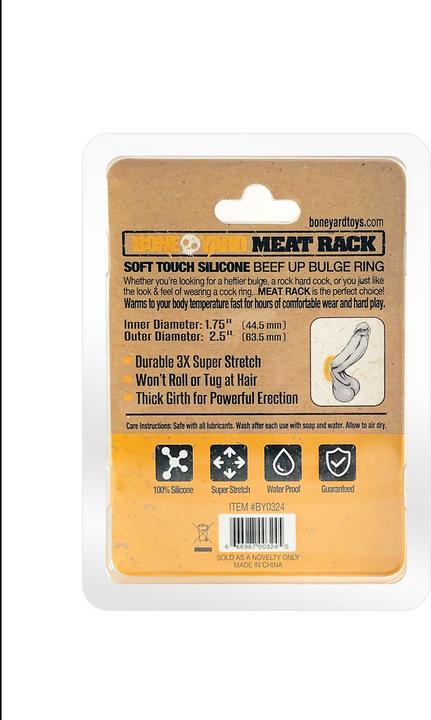 boneyardtoys.com
BONEYARD MEAT RACK
SOFT TOUCH SILICONE BEEF UP BULGE RING
Whether you're looking for a heftier bulge, a rock hard cock, or you just like
the look & feel of wearing a cock ring...MEAT RACK is the perfect choice!
Warms to your body temperature fast for hours of comfortable wear and hard play.
Inner Diameter: 1.75" (44.5 mm)
Outer Diameter: 2.5" (63.5 mm)
Durable 3X Super Stretch
Won't Roll or Tug at Hair
Thick Girth for Powerful Erection
Care Instructions: Safe with all lubricants. Wash after each use with soap and water. Allow to air dry.
100% Silicone Super Stretch Water Proof Guaranteed
ITEM #BY0324
6 66987 00324 5
SOLD AS A NOVELTY ONLY
MADE IN CHINA